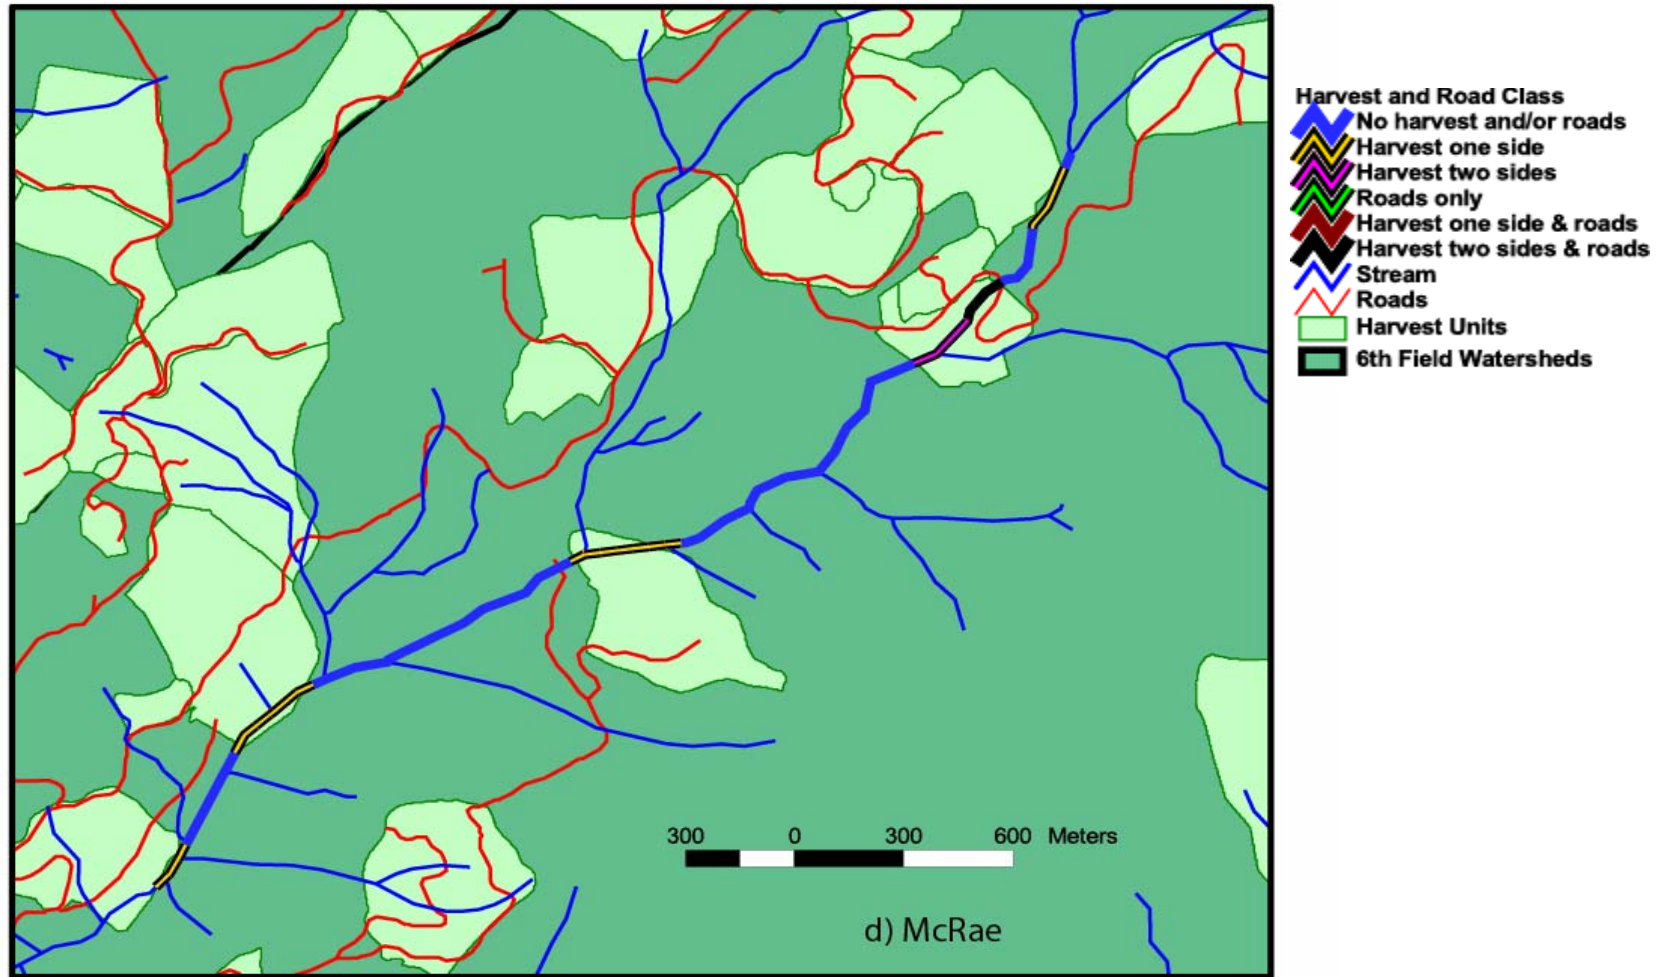 Harvest and Road Class
No harvest and/or roads
Harvest one side
Harvest two sides
Roads only
Harvest one side & roads
Harvest two sides & roads
Stream
Roads
Harvest Units
6th Field Watersheds
300 0 300 600 Meters
d) McRae